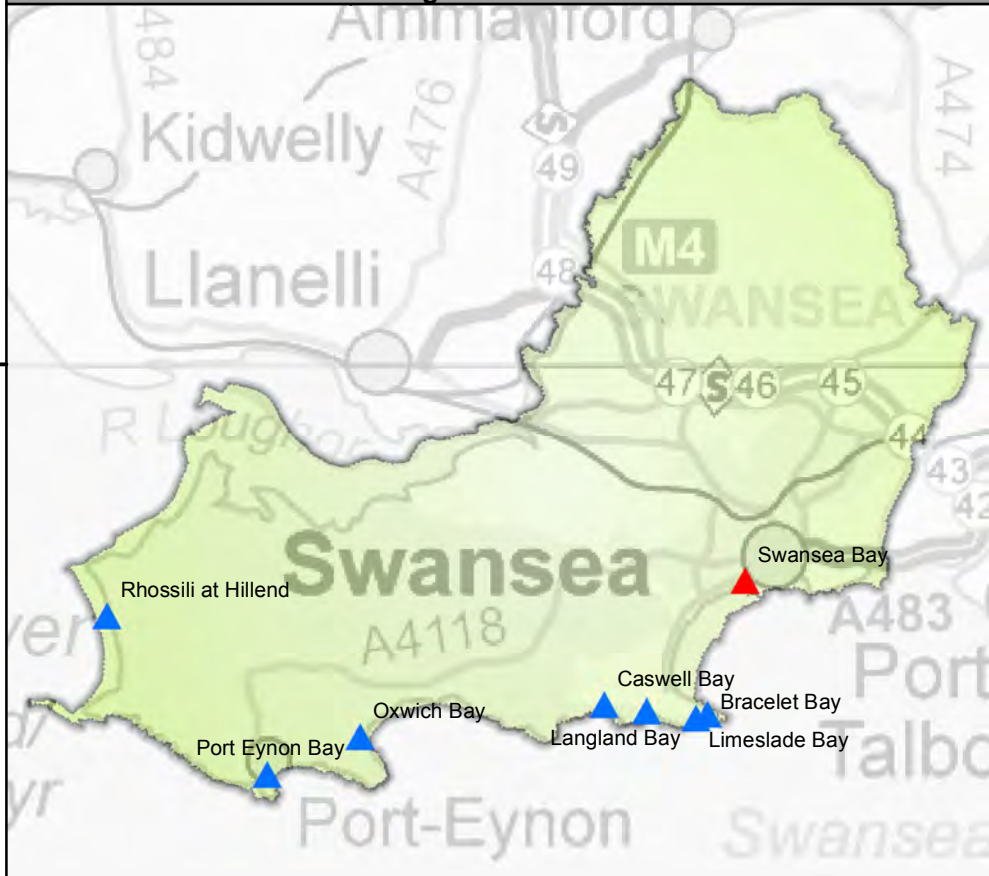 Ammanford
484
A476
A474
Kidwelly
S
49
Llanelli
48
M4
SWANSEA
47 S 46 45
44
43
42
R Loughor
Swansea
Swansea Bay
Rhossili at Hillend
A4118
A483
Port
Talbo
Caswell Bay
Bracelet Bay
Oxwich Bay
Langland Bay
Limeslade Bay
Port Eynon Bay
yr
Port-Eynon
Swansea